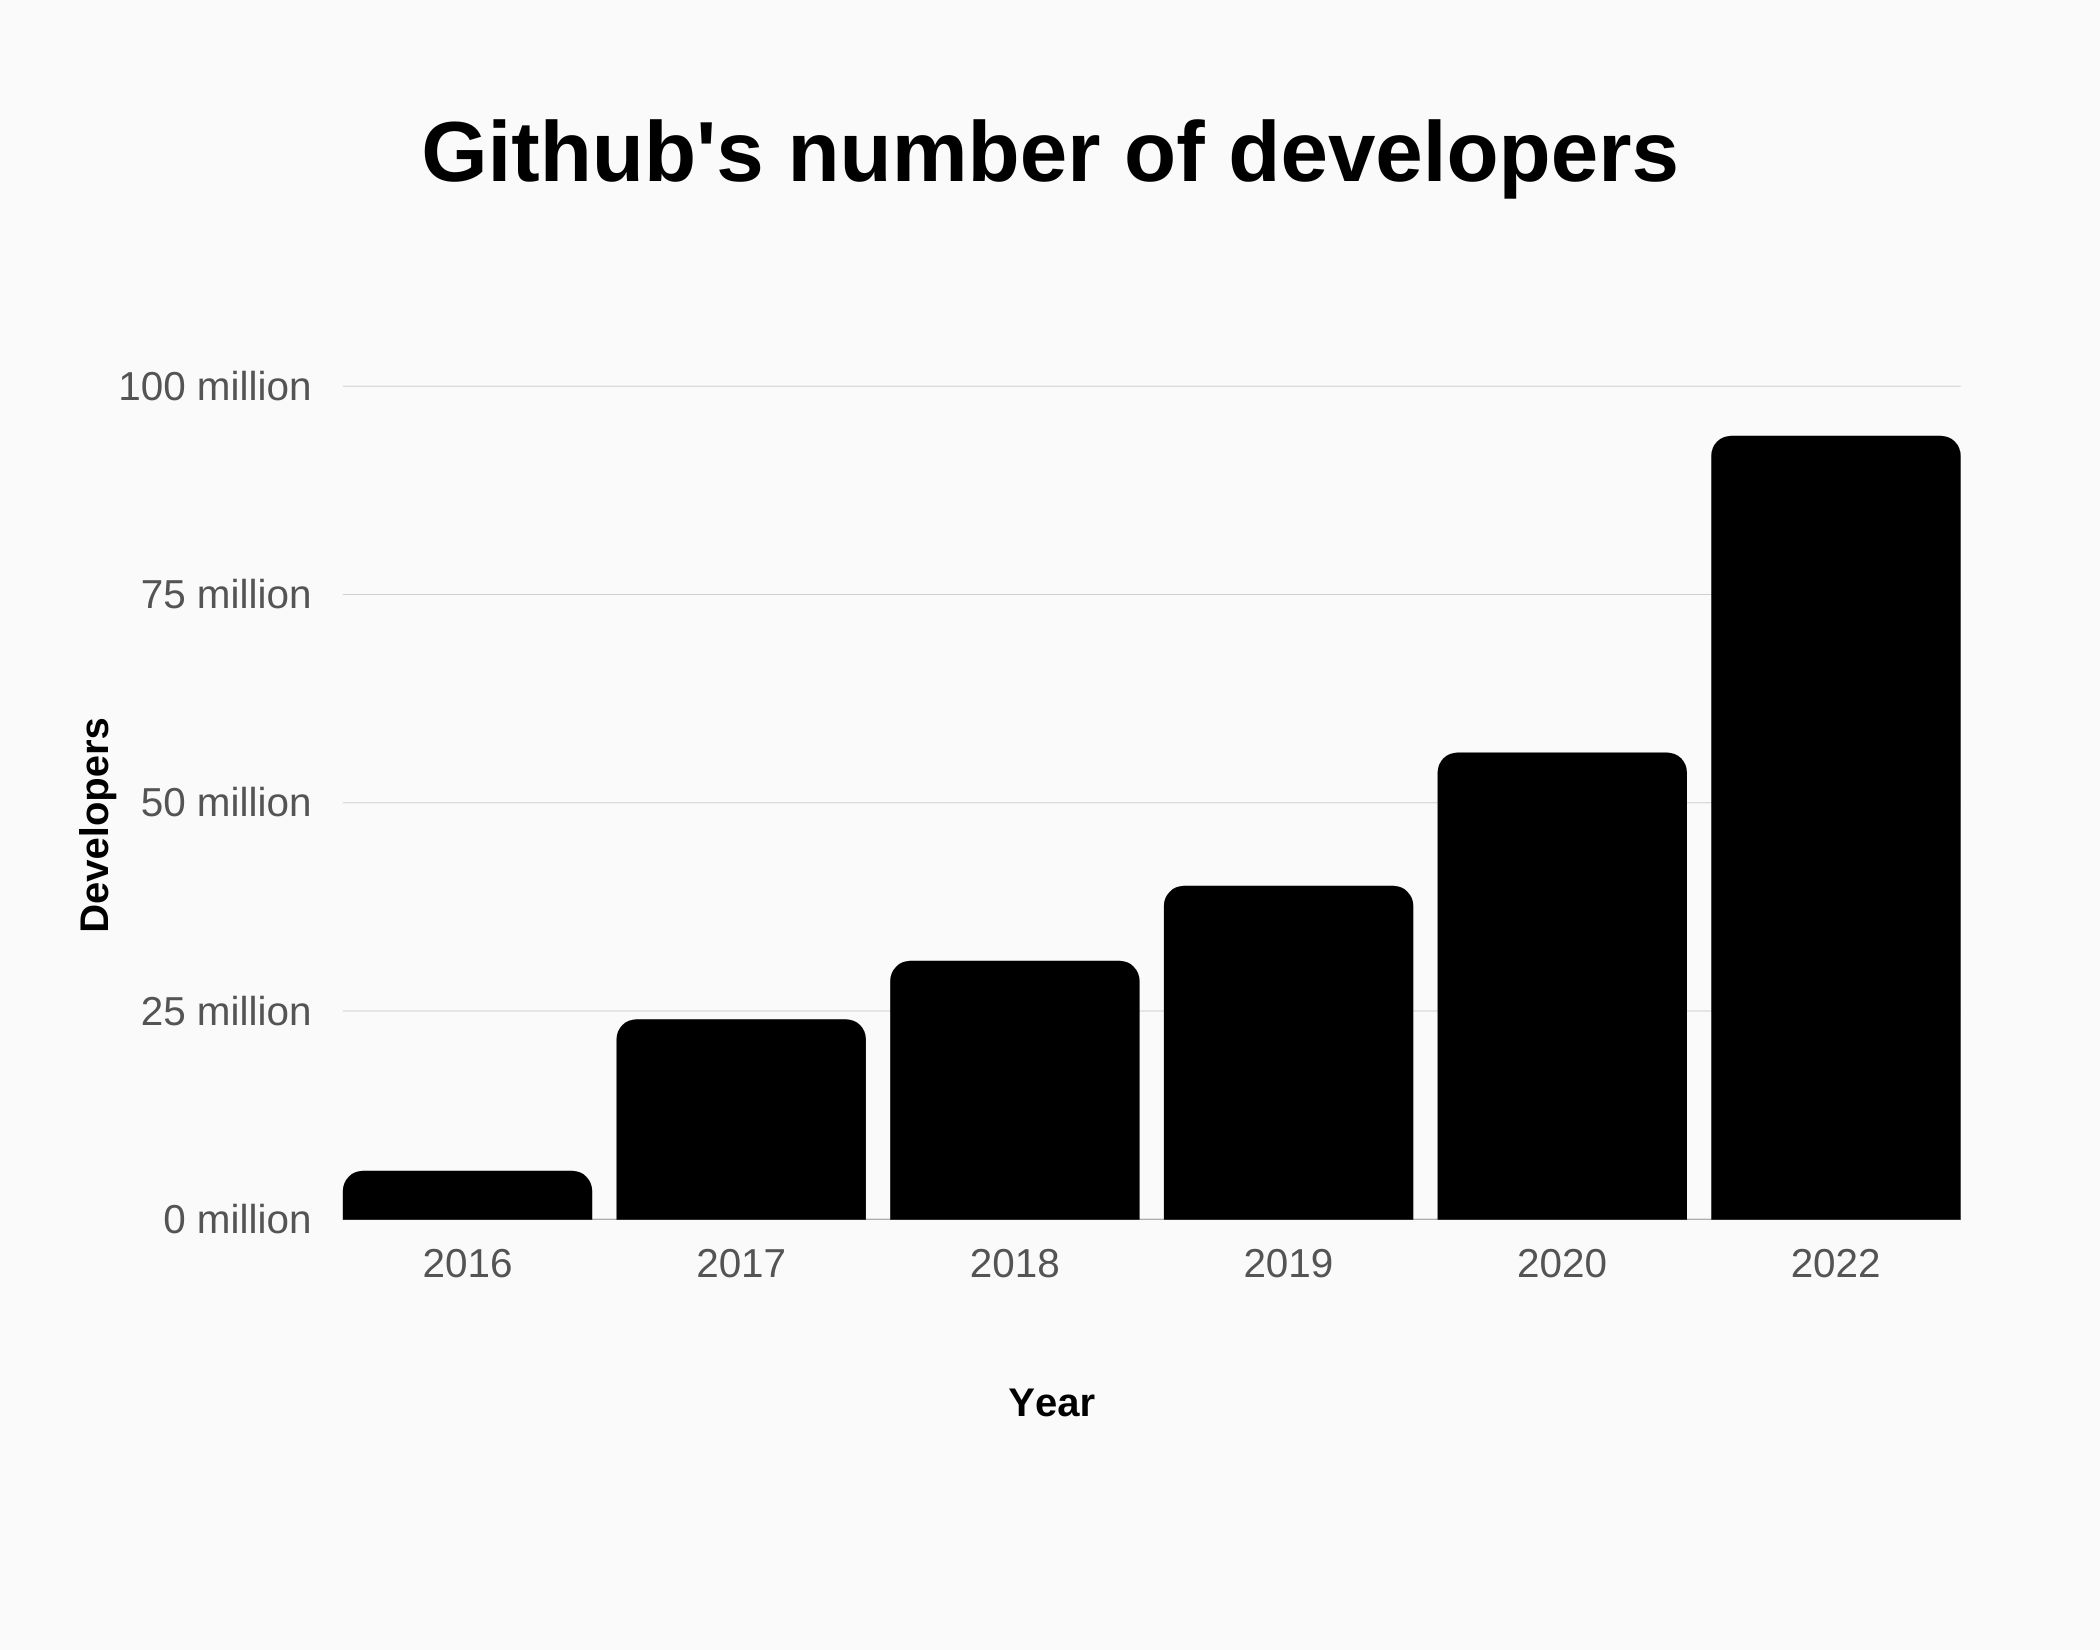 Github's number of developers
100 million
75 million
50 million
25 million
0 million
Developers
2016 2017 2018 2019 2020 2022
Year